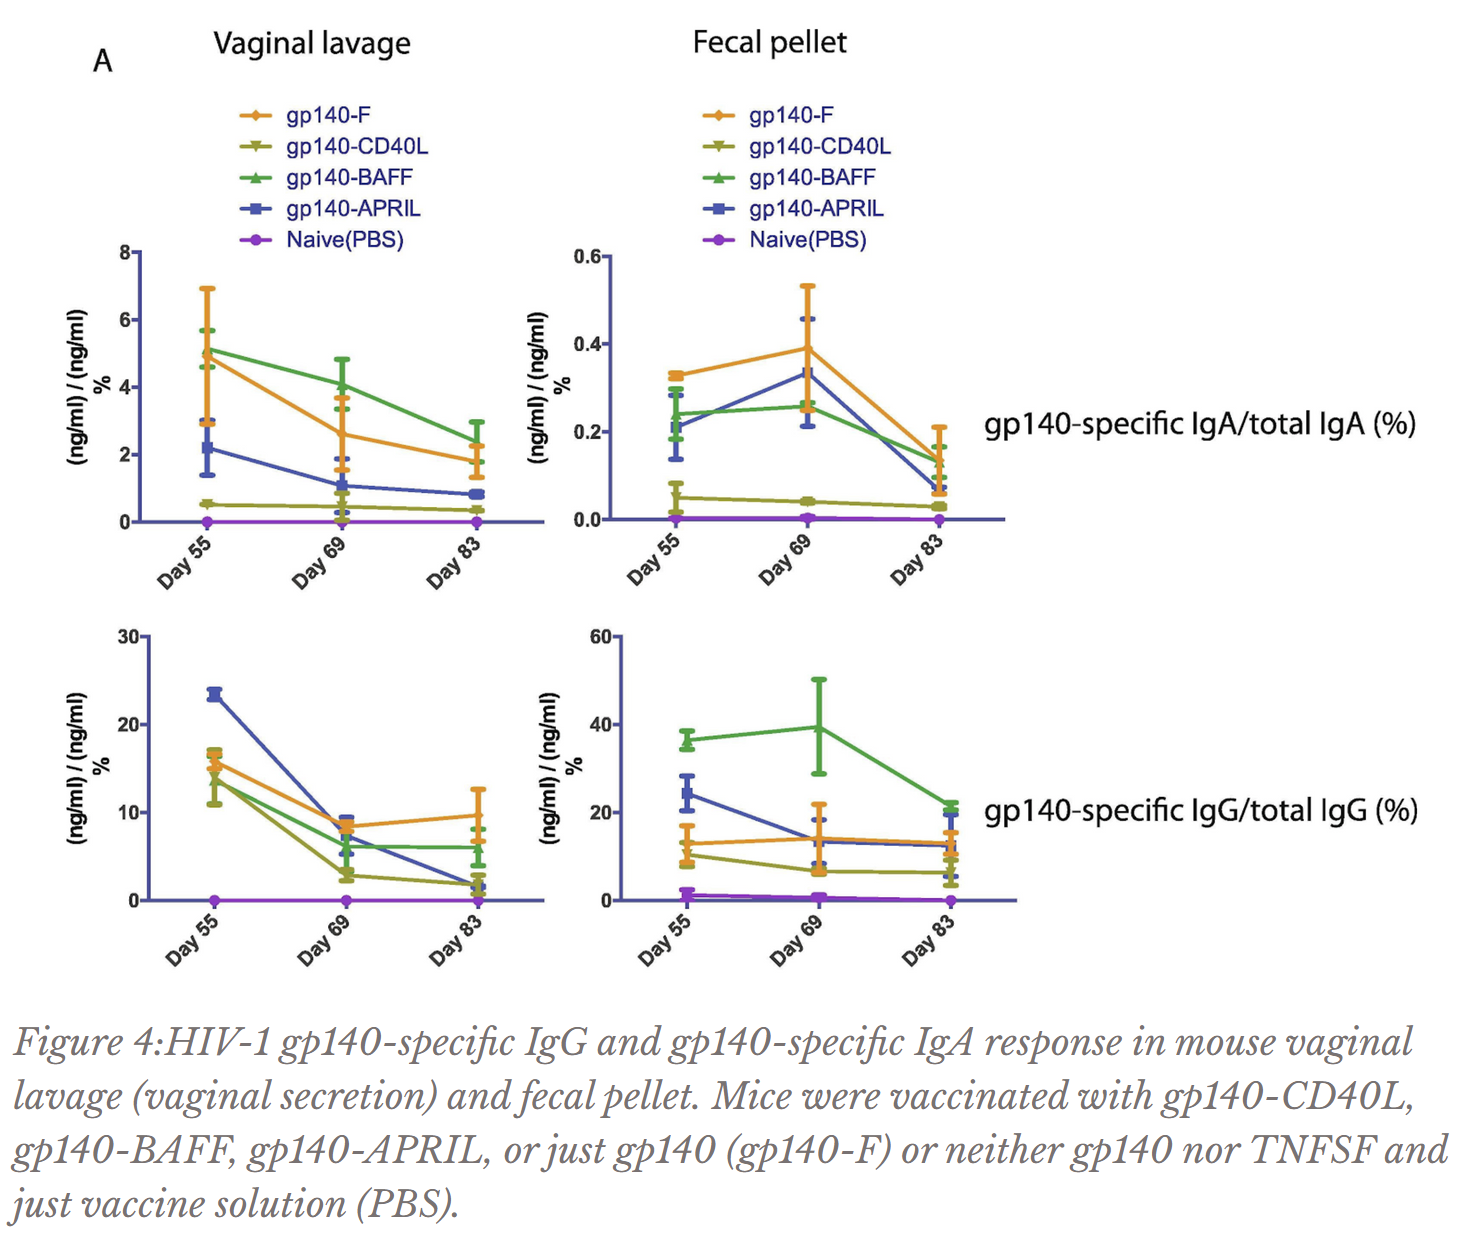 A
Vaginal lavage
Fecal pellet
gp140-F
gp140-CD40L
gp140-BAFF
gp140-APRIL
Naive(PBS)
gp140-F
gp140-CD40L
gp140-BAFF
gp140-APRIL
Naive(PBS)
(ng/ml) / (ng/ml)
%
8
6
4
2
0
Day 55
Day 69
Day 83
(ng/ml) / (ng/ml)
%
0.6
0.4
0.2
0.0
Day 55
Day 69
Day 83
gp140-specific IgA/total IgA (%)
(ng/ml) / (ng/ml)
%
30
20
10
0
Day 55
Day 69
Day 83
(ng/ml) / (ng/ml)
%
60
40
20
0
Day 55
Day 69
Day 83
gp140-specific IgG/total IgG (%)
Figure 4:HIV-1 gp140-specific IgG and gp140-specific IgA response in mouse vaginal
lavage (vaginal secretion) and fecal pellet. Mice were vaccinated with gp140-CD40L,
gp140-BAFF, gp140-APRIL, or just gp140 (gp140-F) or neither gp140 nor TNFSF and
just vaccine solution (PBS).